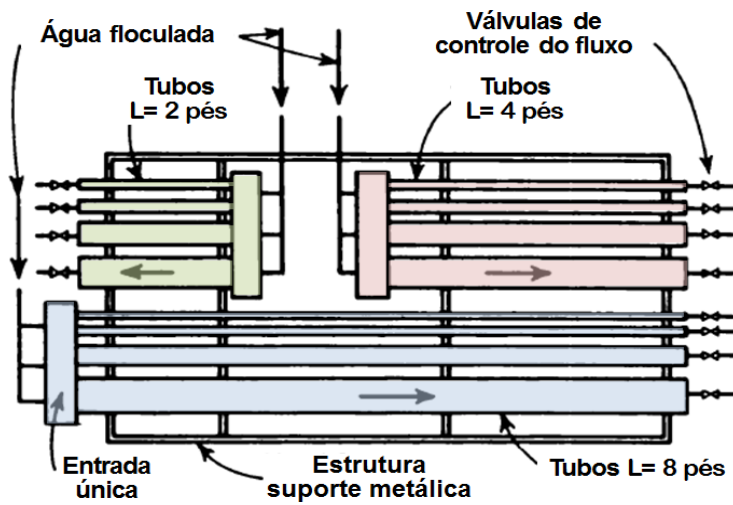 Água floculada
Válvulas de
controle do fluxo
Tubos
L= 2 pés
Tubos
L= 4 pés
Entrada
única
Estrutura
suporte metálica
Tubos L= 8 pés